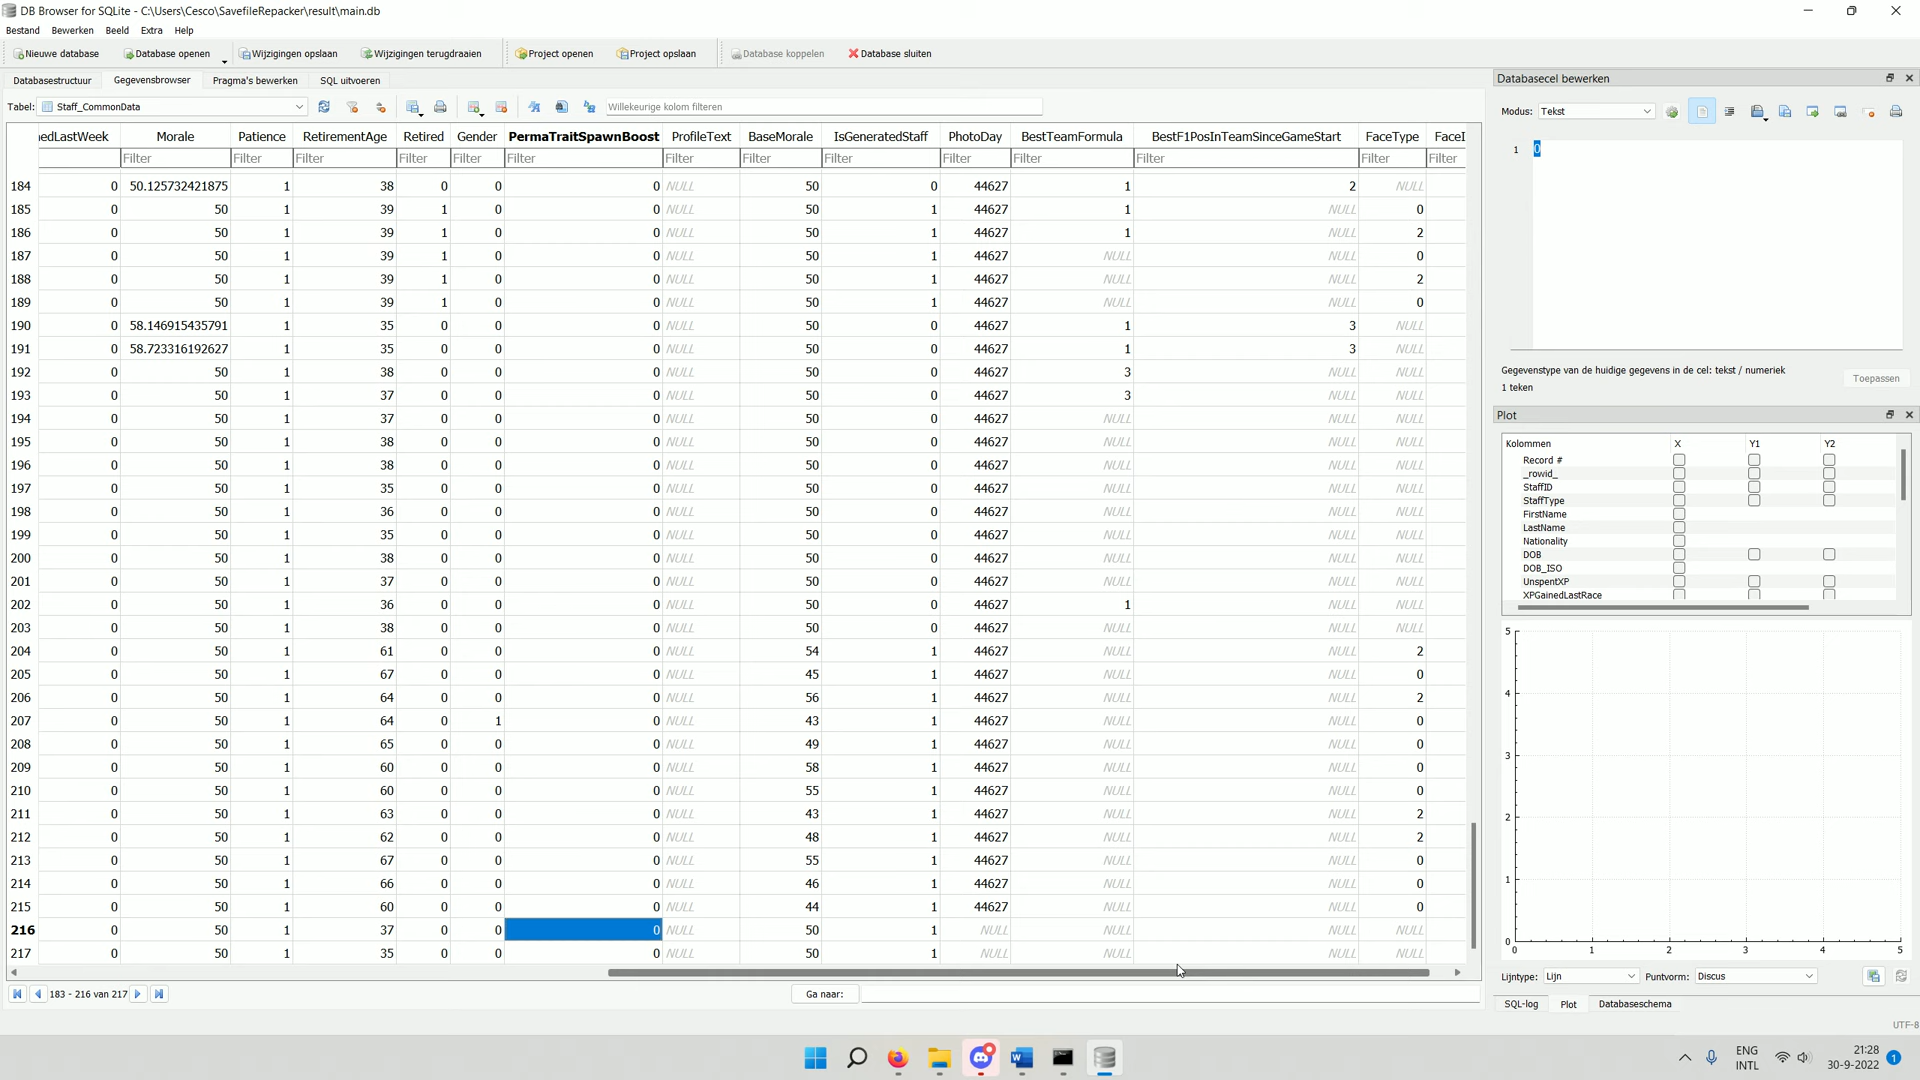 DB Browser for SQLite - C:\Users\Cesco\SavefileRepacker\result\main.db
Bestand Bewerken Beeld Extra Help
Nieuwe database Database openen Wijzigingen opslaan Wijzigingen terugdraaien Project openen Project opslaan Database koppelen Database sluiten
Databasestructuur Gegevensbrowser Pragma's bewerken SQL uitvoeren
Tabel: Staff_CommonData Willekeurige kolom filteren
nedLastWeek Morale Patience RetirementAge Retired Gender PermaTraitSpawnBoost ProfileText BaseMorale IsGeneratedStaff PhotoDay BestTeamFormula BestF1PosInTeamSinceGameStart FaceType FaceI
Filter Filter Filter Filter Filter Filter Filter Filter Filter Filter Filter Filter Filter Filter
184 0 50.125732421875 1 38 0 0 0 NULL 50 0 44627 1 2 NULL
185 0 50 1 39 1 0 0 NULL 50 1 44627 1 NULL 0
186 0 50 1 39 1 0 0 NULL 50 1 44627 1 NULL 2
187 0 50 1 39 1 0 0 NULL 50 1 44627 NULL NULL 0
188 0 50 1 39 1 0 0 NULL 50 1 44627 NULL NULL 2
189 0 50 1 39 1 0 0 NULL 50 1 44627 NULL NULL 0
190 0 58.146915435791 1 35 0 0 0 NULL 50 0 44627 1 3 NULL
191 0 58.723316192627 1 35 0 0 0 NULL 50 0 44627 1 3 NULL
192 0 50 1 38 0 0 0 NULL 50 0 44627 3 NULL NULL
193 0 50 1 37 0 0 0 NULL 50 0 44627 3 NULL NULL
194 0 50 1 37 0 0 0 NULL 50 0 44627 NULL NULL NULL
195 0 50 1 38 0 0 0 NULL 50 0 44627 NULL NULL NULL
196 0 50 1 38 0 0 0 NULL 50 0 44627 NULL NULL NULL
197 0 50 1 35 0 0 0 NULL 50 0 44627 NULL NULL NULL
198 0 50 1 36 0 0 0 NULL 50 0 44627 NULL NULL NULL
199 0 50 1 35 0 0 0 NULL 50 0 44627 NULL NULL NULL
200 0 50 1 38 0 0 0 NULL 50 0 44627 NULL NULL NULL
201 0 50 1 37 0 0 0 NULL 50 0 44627 NULL NULL NULL
202 0 50 1 36 0 0 0 NULL 50 0 44627 1 NULL NULL
203 0 50 1 38 0 0 0 NULL 50 0 44627 NULL NULL NULL
204 0 50 1 61 0 0 0 NULL 54 1 44627 NULL NULL 2
205 0 50 1 67 0 0 0 NULL 45 1 44627 NULL NULL 0
206 0 50 1 64 0 0 0 NULL 56 1 44627 NULL NULL 2
207 0 50 1 64 0 1 0 NULL 43 1 44627 NULL NULL 0
208 0 50 1 65 0 0 0 NULL 49 1 44627 NULL NULL 0
209 0 50 1 60 0 0 0 NULL 58 1 44627 NULL NULL 0
210 0 50 1 60 0 0 0 NULL 55 1 44627 NULL NULL 0
211 0 50 1 63 0 0 0 NULL 43 1 44627 NULL NULL 2
212 0 50 1 62 0 0 0 NULL 48 1 44627 NULL NULL 2
213 0 50 1 67 0 0 0 NULL 55 1 44627 NULL NULL 0
214 0 50 1 66 0 0 0 NULL 46 1 44627 NULL NULL 0
215 0 50 1 60 0 0 0 NULL 44 1 44627 NULL NULL 0
216 0 50 1 37 0 0 0 NULL 50 1 NULL NULL NULL NULL
217 0 50 1 35 0 0 0 NULL 50 1 NULL NULL NULL NULL
183 - 216 van 217 Ga naar:
Databasecel bewerken
Modus: Tekst
1 0
Gegevenstype van de huidige gegevens in de cel: tekst / numeriek
1 teken
Toepassen
Plot
Kolommen X Y1 Y2
Record #
_rowid_
StaffID
StaffType
FirstName
LastName
Nationality
DOB
DOB_ISO
UnspentXP
XPGainedLastRace
5
4
3
2
1
0
0 1 2 3 4 5
Lijntype: Lijn Puntvorm: Discus
SQL-log Plot Databaseschema
UTF-8
ENG
INTL
21:28
30-9-2022
1